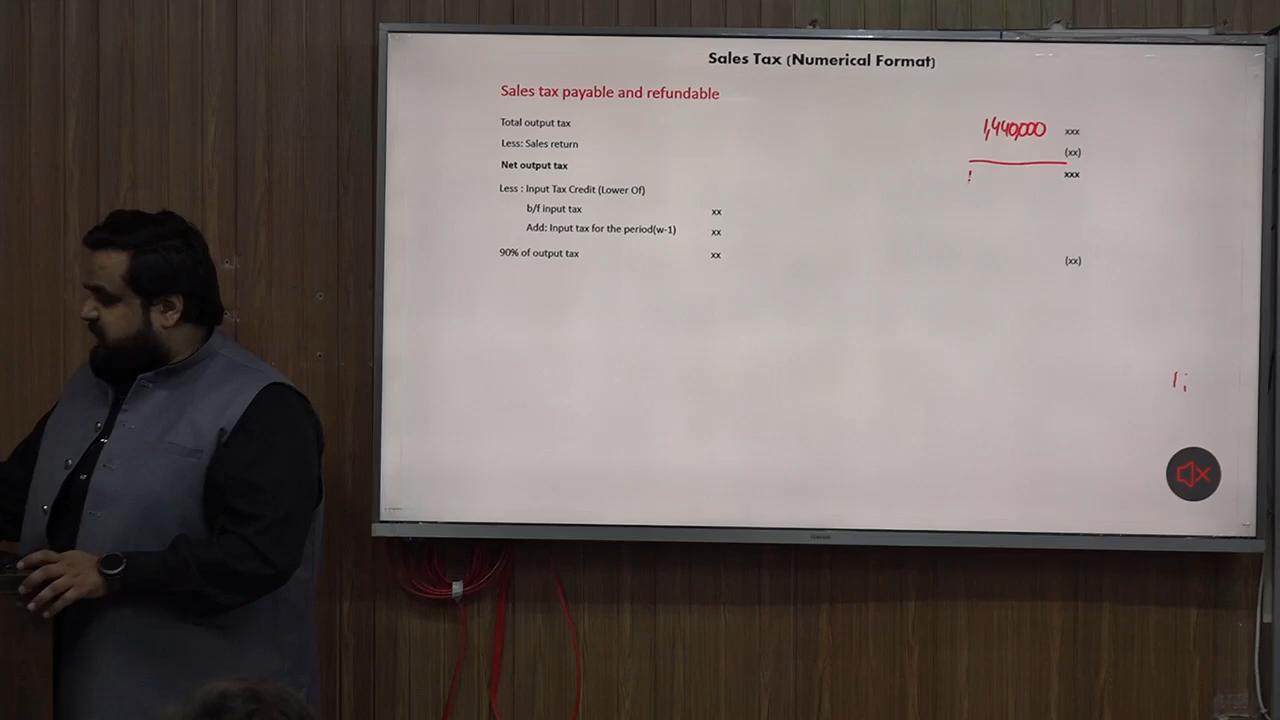 Sales Tax (Numerical Format)
Sales tax payable and refundable
Total output tax 1,440,000 xxx
Less: Sales return (xx)
Net output tax xxx
Less : Input Tax Credit (Lower Of)
b/f input tax xx
Add: Input tax for the period(w-1) xx
90% of output tax xx (xx)